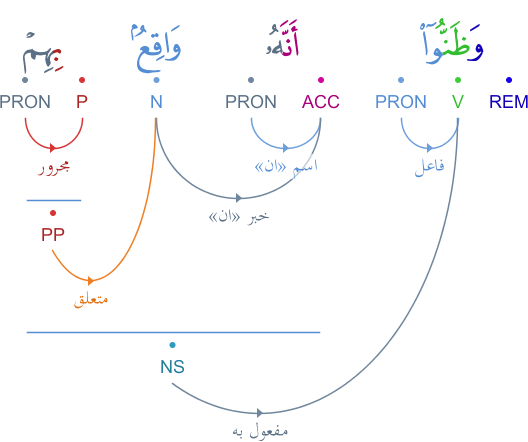 وَظَنُّوٓا۟ أَنَّهُۥ وَاقِعٌۢ بِهِمْ
REM V PRON ACC PRON N P PRON
فاعل اسم «ان» مجرور
خبر «ان»
PP
متعلق
NS
مفعول به